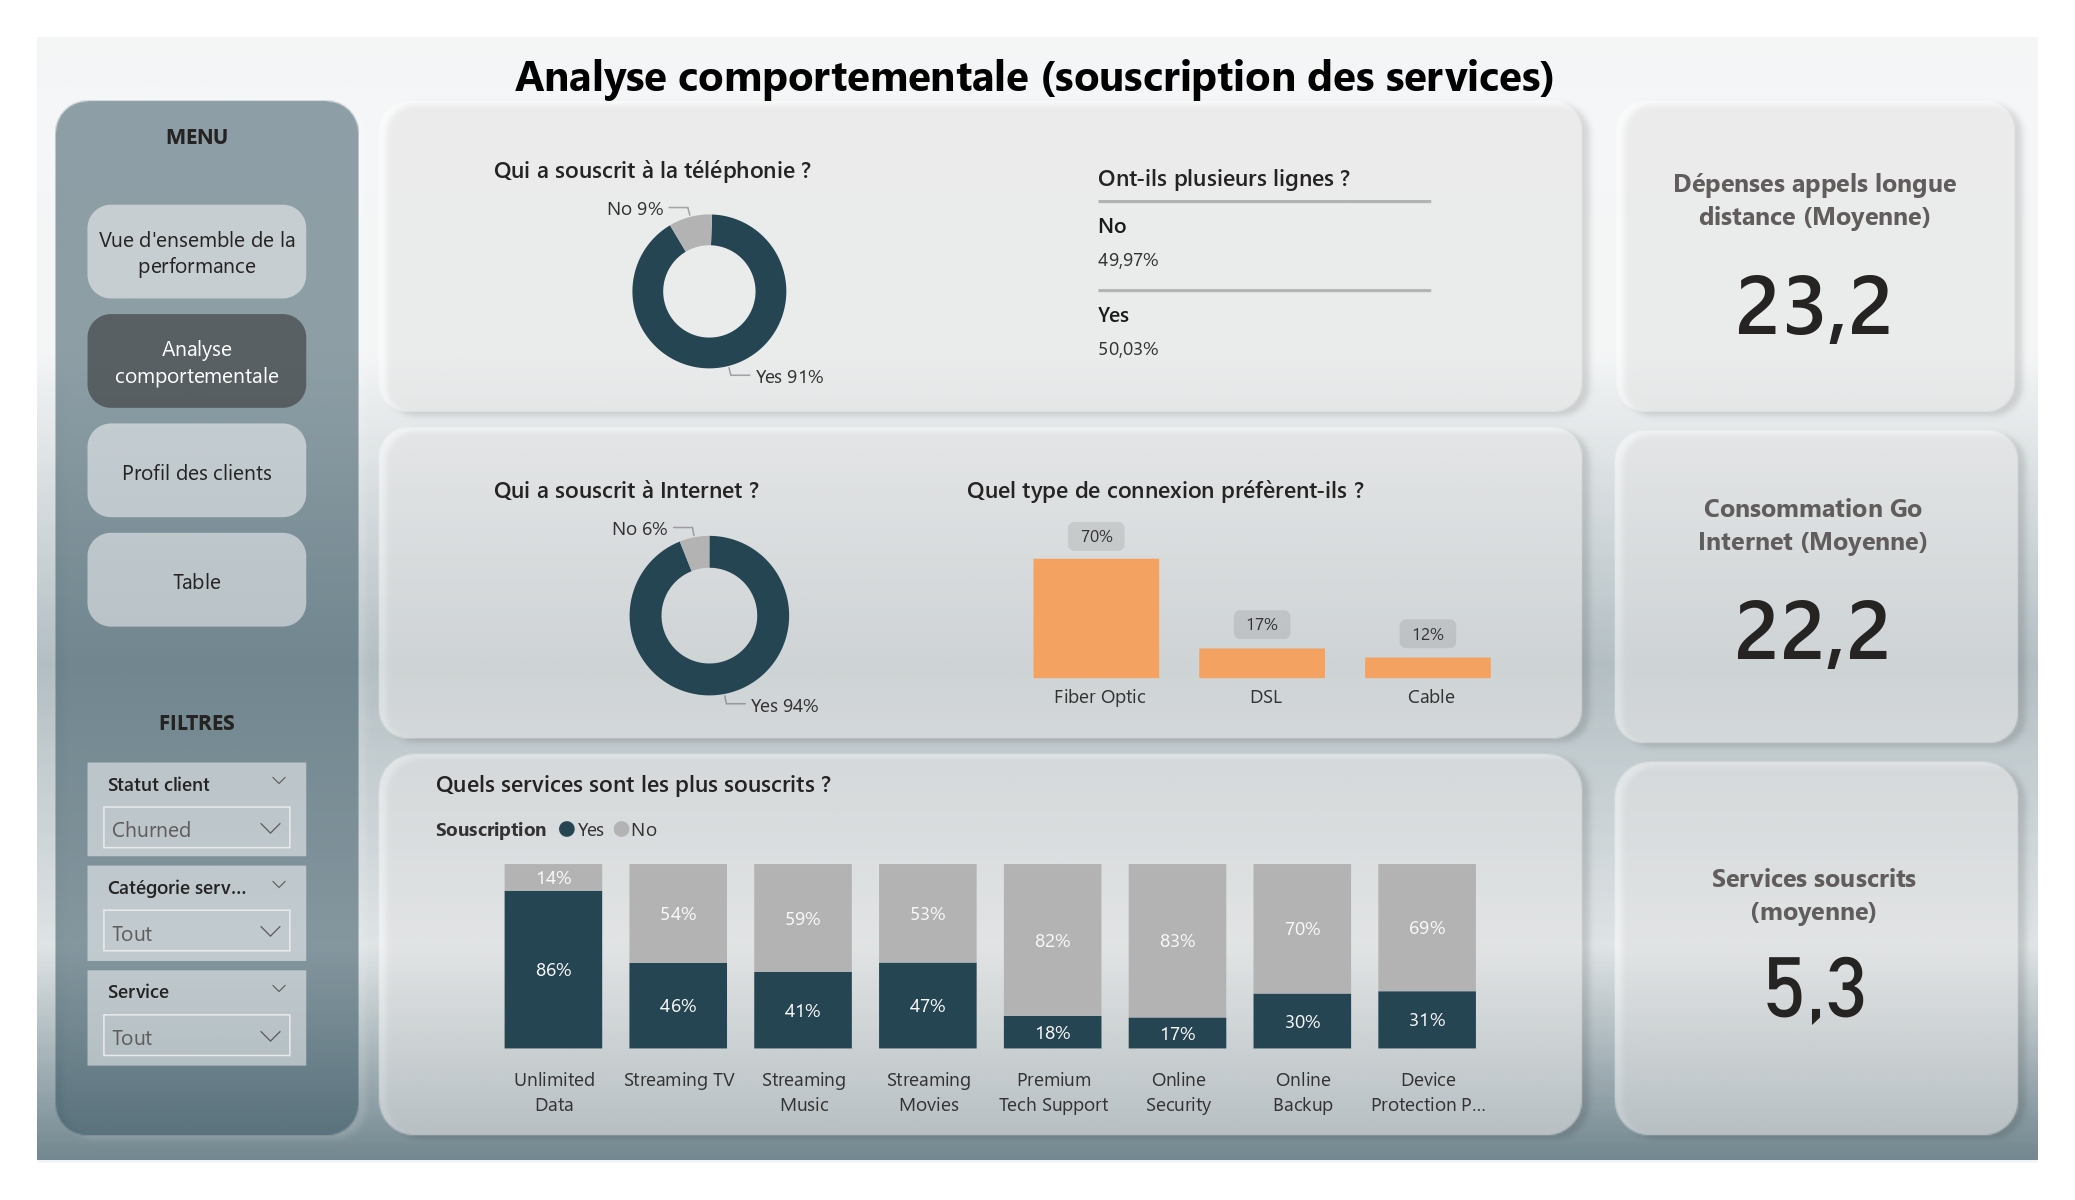 Analyse comportementale (souscription des services)
MENU
Vue d'ensemble de la
performance
Analyse
comportementale
Profil des clients
Table
FILTRES
Statut client
Churned
Catégorie serv...
Tout
Service
Tout
Qui a souscrit à la téléphonie ?
No 9%
Yes 91%
Ont-ils plusieurs lignes ?
No
49,97%
Yes
50,03%
Dépenses appels longue
distance (Moyenne)
23,2
Qui a souscrit à Internet ?
No 6%
Yes 94%
Quel type de connexion préfèrent-ils ?
70%
17%
12%
Fiber Optic
DSL
Cable
Consommation Go
Internet (Moyenne)
22,2
Quels services sont les plus souscrits ?
Souscription Yes No
14%
54%
59%
53%
82%
83%
70%
69%
86%
46%
41%
47%
18%
17%
30%
31%
Unlimited
Data
Streaming TV
Streaming
Music
Streaming
Movies
Premium
Tech Support
Online
Security
Online
Backup
Device
Protection P...
Services souscrits
(moyenne)
5,3